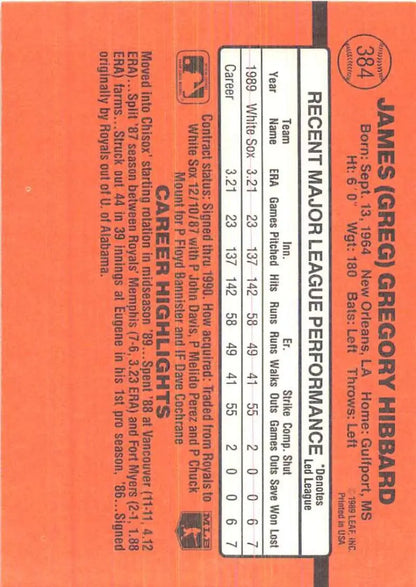 384
JAMES (GREG) GREGORY HIBBARD
Born: Sept. 13, 1964 New Orleans, LA Home: Gulfport, MS
Ht: 6' 0" Wgt: 180 Bats: Left Throws: Left
© 1989 LEAF, INC.
Printed in USA
RECENT MAJOR LEAGUE PERFORMANCE
*Denotes
Led League
Team Inn. Er. Strike Comp. Shut
Year Name ERA Games Pitched Hits Runs Runs Walks Outs Games Outs Save Won Lost
1989 White Sox 3.21 23 137 142 58 49 41 55 2 0 0 6 7
Career 3.21 23 137 142 58 49 41 55 2 0 0 6 7
Contract status: Signed thru 1990. How acquired: Traded from Royals to
White Sox 12/10/87 with P John Davis, P Melido Perez and P Chuck
Mount for P Floyd Bannister and IF Dave Cochrane
MLB
CAREER HIGHLIGHTS
Moved into Chisox' starting rotation in midseason '89...Spent '88 at Vancouver (11-11, 4.12
ERA)...Split '87 season between Royals' Memphis (7-6, 3.23 ERA) and Fort Myers (2-1, 1.88
ERA) farms...Struck out 44 in 39 innings at Eugene in his 1st pro season, '86...Signed
originally by Royals out of U. of Alabama.